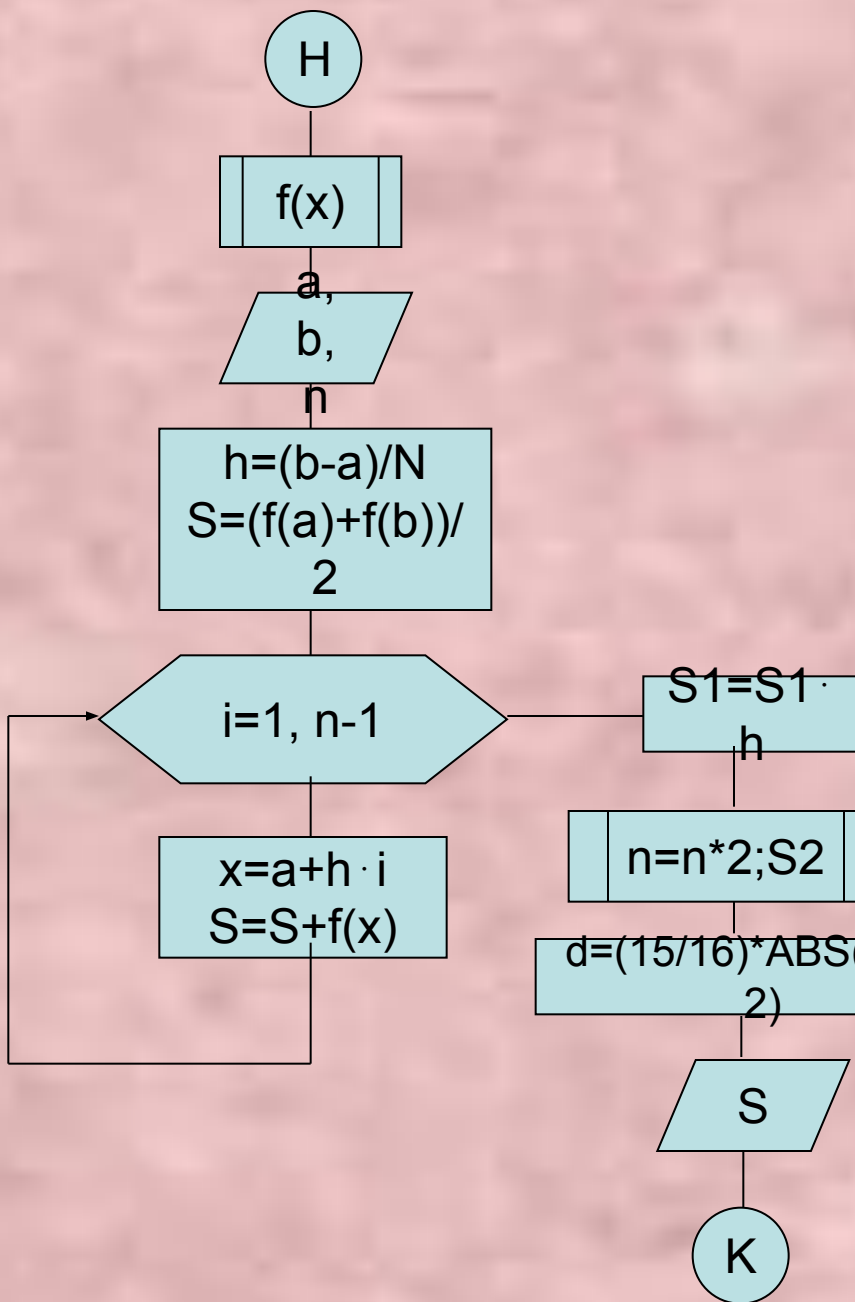 Н
f(x)
a,
b,
n
h=(b-a)/N
S=(f(a)+f(b))/
2
i=1, n-1
x=a+h·i
S=S+f(x)
S1=S1·
h
n=n*2;S2
d=(15/16)*ABS(
2)
S
К